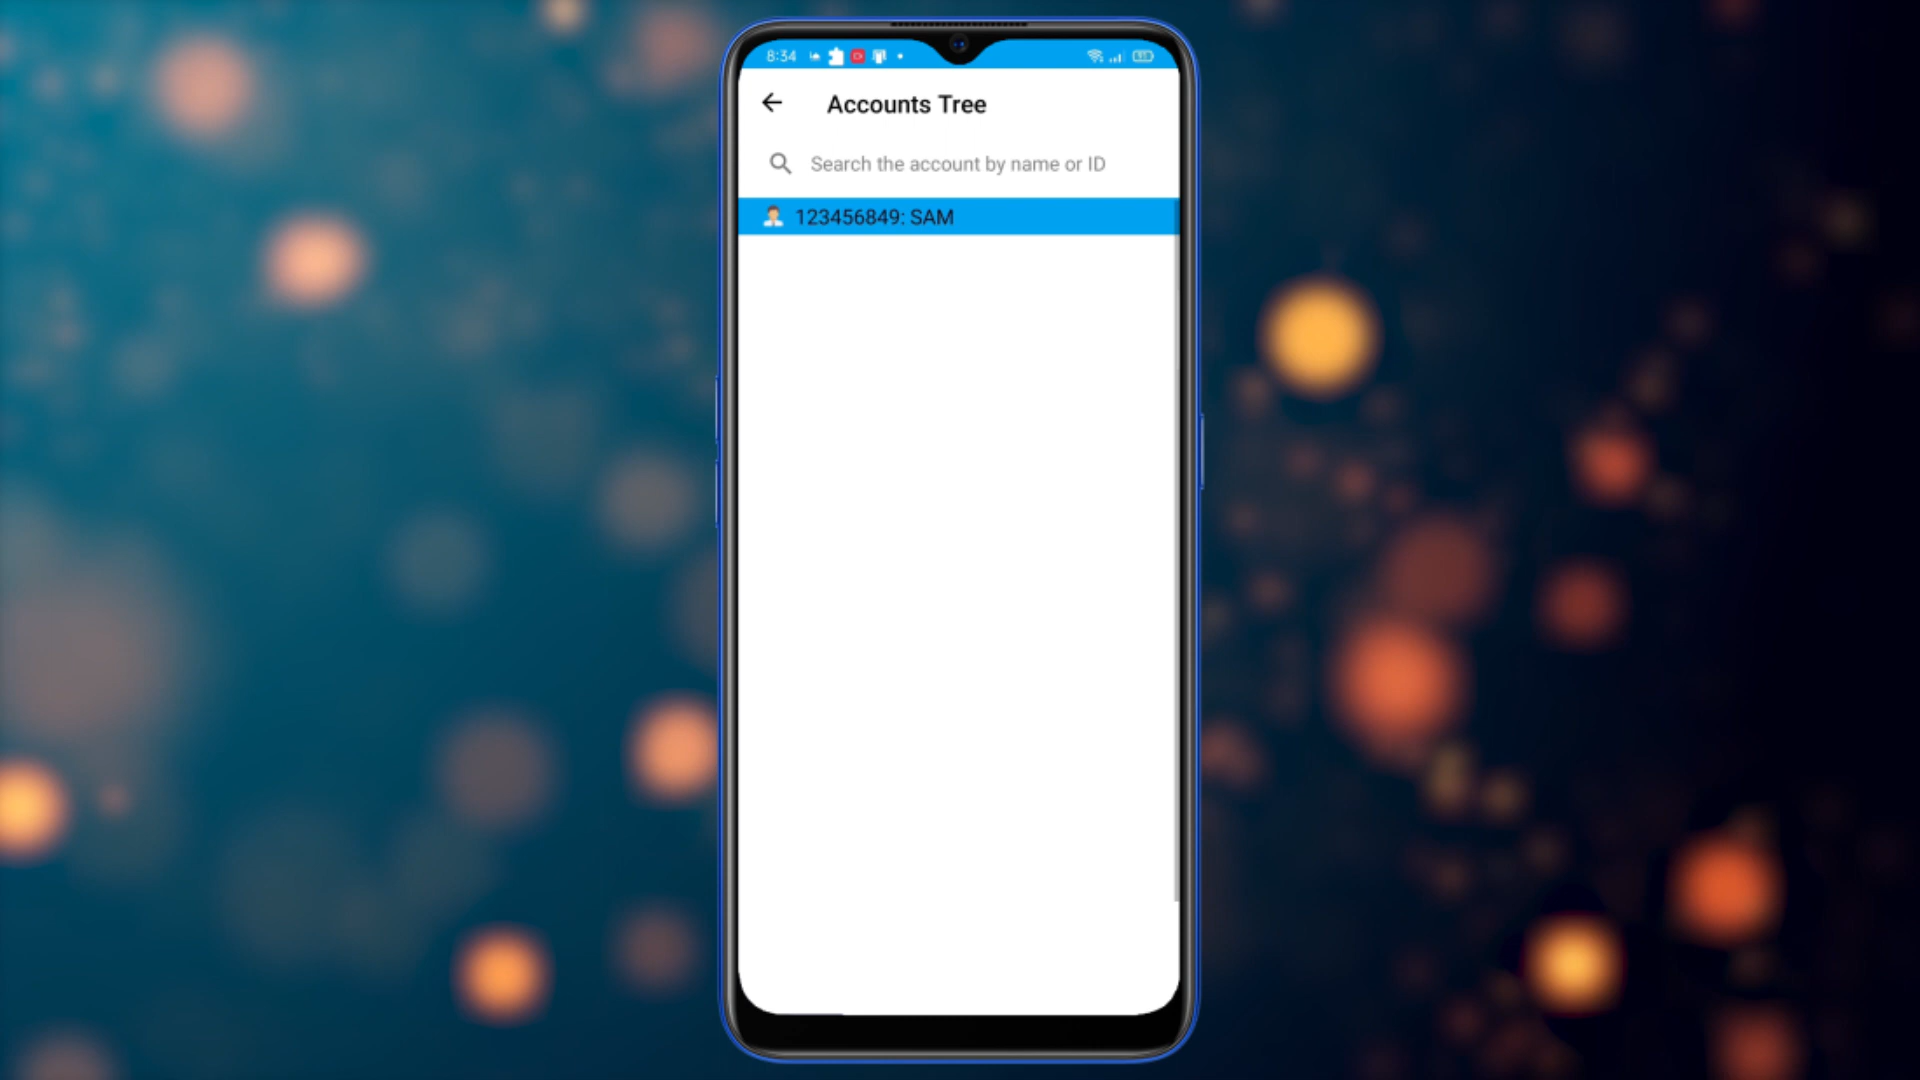 8:34
Accounts Tree
Search the account by name or ID
123456849: SAM